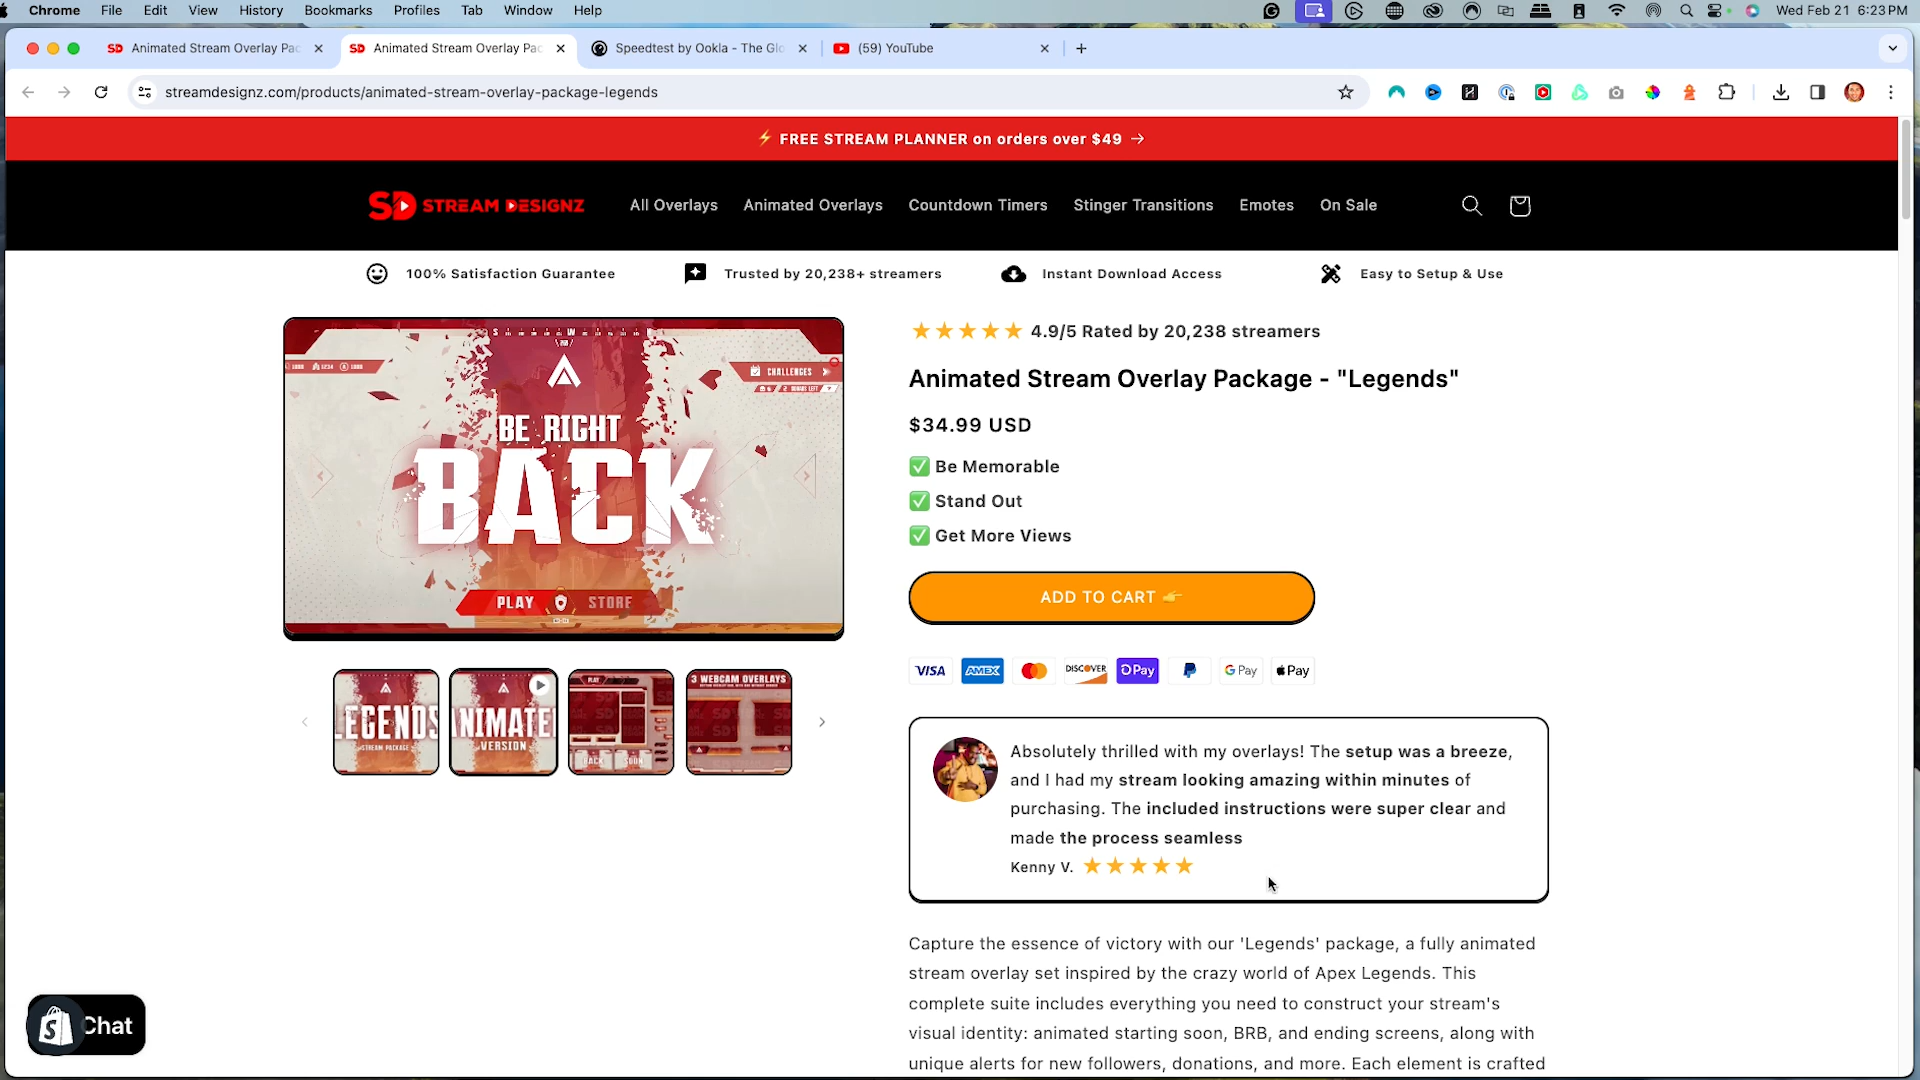 Chrome File Edit View History Bookmarks Profiles Tab Window Help Wed Feb 21 6:23 PM
Animated Stream Overlay Pac Animated Stream Overlay Pac Speedtest by Ookla - The Glo (59) YouTube
streamdesignz.com/products/animated-stream-overlay-package-legends
⚡ FREE STREAM PLANNER on orders over $49 →
SD STREAM DESIGNZ All Overlays Animated Overlays Countdown Timers Stinger Transitions Emotes On Sale
100% Satisfaction Guarantee Trusted by 20,238+ streamers Instant Download Access Easy to Setup & Use
CHALLENGES
BE RIGHT
BACK
PLAY STORE
LEGENDS
STREAM PACKAGE
ANIMATED
VERSION
PLAY
BACK SOON
3 WEBCAM OVERLAYS
★★★★★ 4.9/5 Rated by 20,238 streamers
Animated Stream Overlay Package - "Legends"
$34.99 USD
✅ Be Memorable
✅ Stand Out
✅ Get More Views
ADD TO CART 👉
VISA AMEX DISCOVER Pay G Pay Pay
Absolutely thrilled with my overlays! The setup was a breeze,
and I had my stream looking amazing within minutes of
purchasing. The included instructions were super clear and
made the process seamless
Kenny V. ★★★★★
Capture the essence of victory with our 'Legends' package, a fully animated
stream overlay set inspired by the crazy world of Apex Legends. This
complete suite includes everything you need to construct your stream's
visual identity: animated starting soon, BRB, and ending screens, along with
unique alerts for new followers, donations, and more. Each element is crafted
Chat